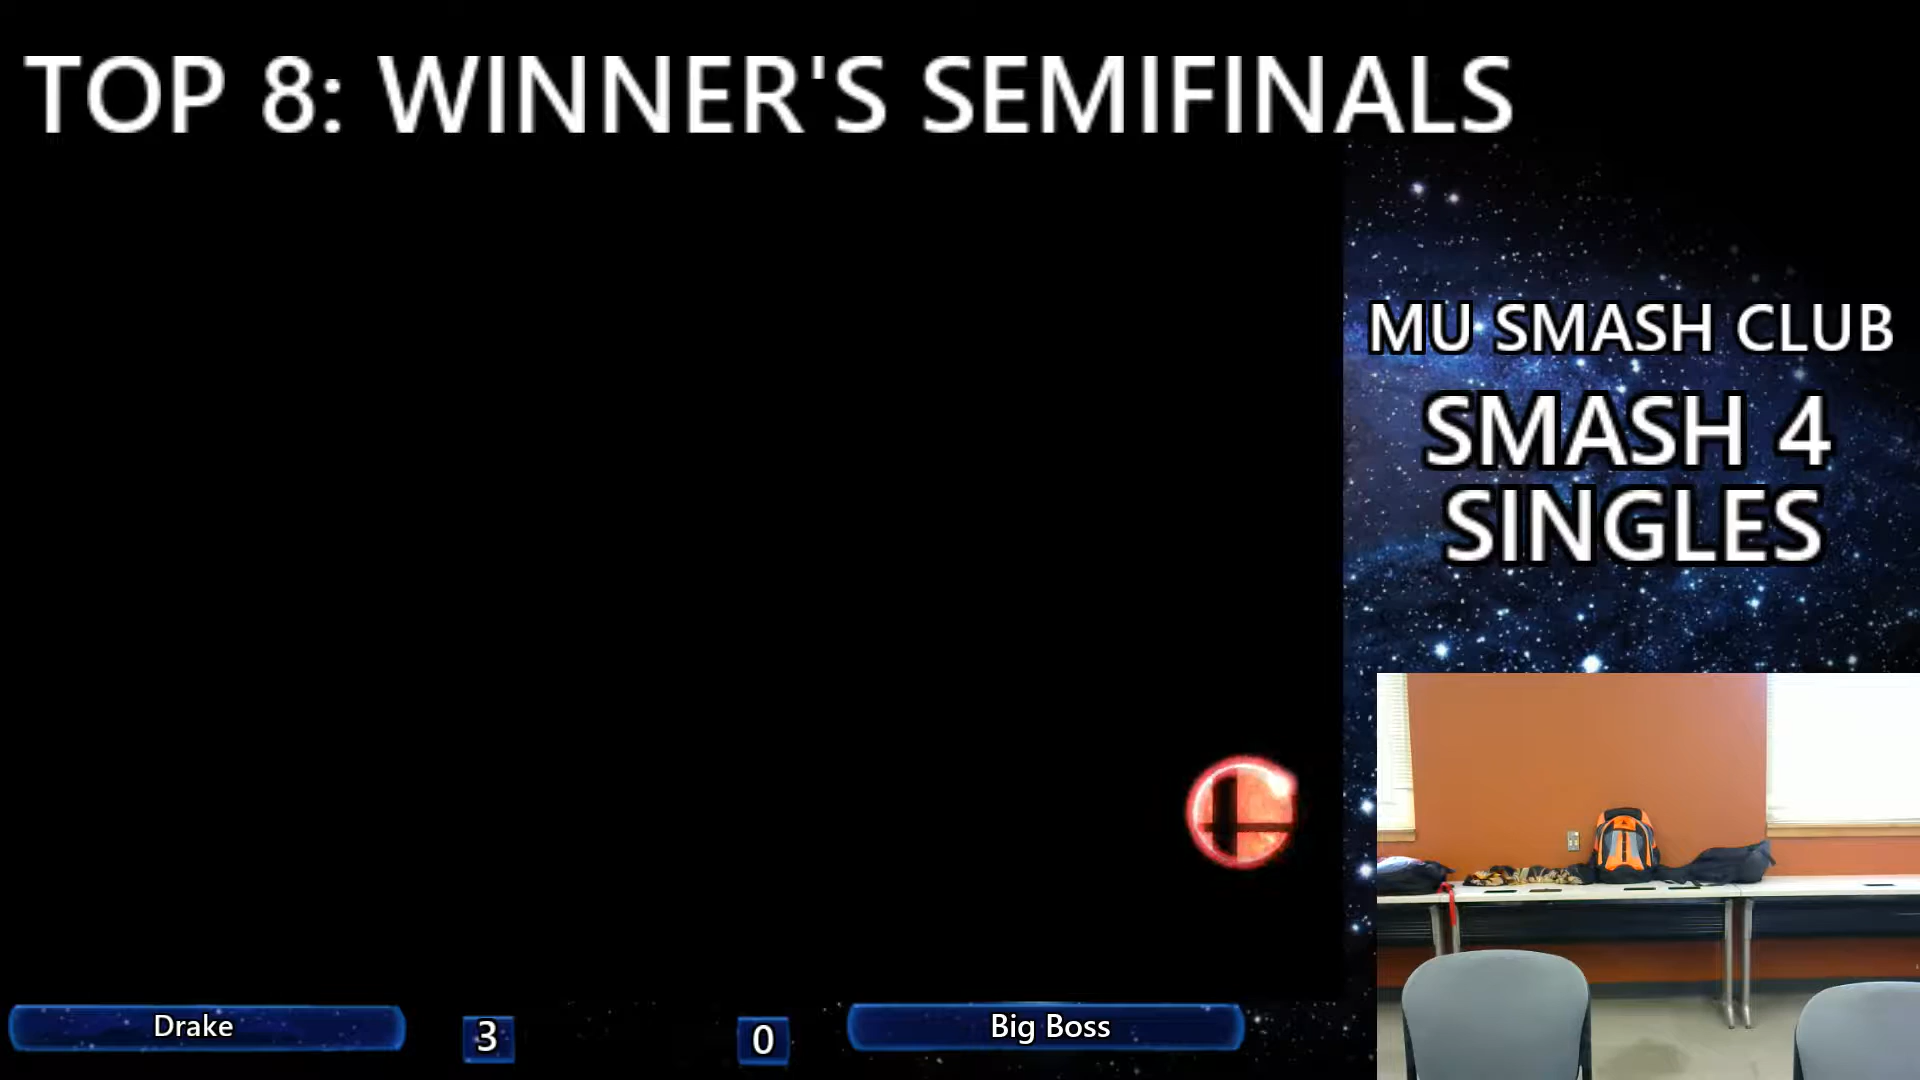 TOP 8: WINNER'S SEMIFINALS
MU SMASH CLUB
SMASH 4
SINGLES
Drake
3
0
Big Boss